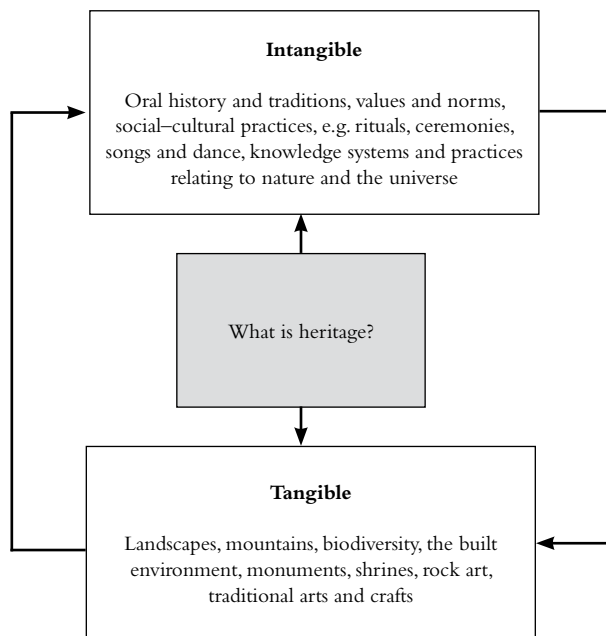 Intangible
Oral history and traditions, values and norms,
social–cultural practices, e.g. rituals, ceremonies,
songs and dance, knowledge systems and practices
relating to nature and the universe
What is heritage?
Tangible
Landscapes, mountains, biodiversity, the built
environment, monuments, shrines, rock art,
traditional arts and crafts